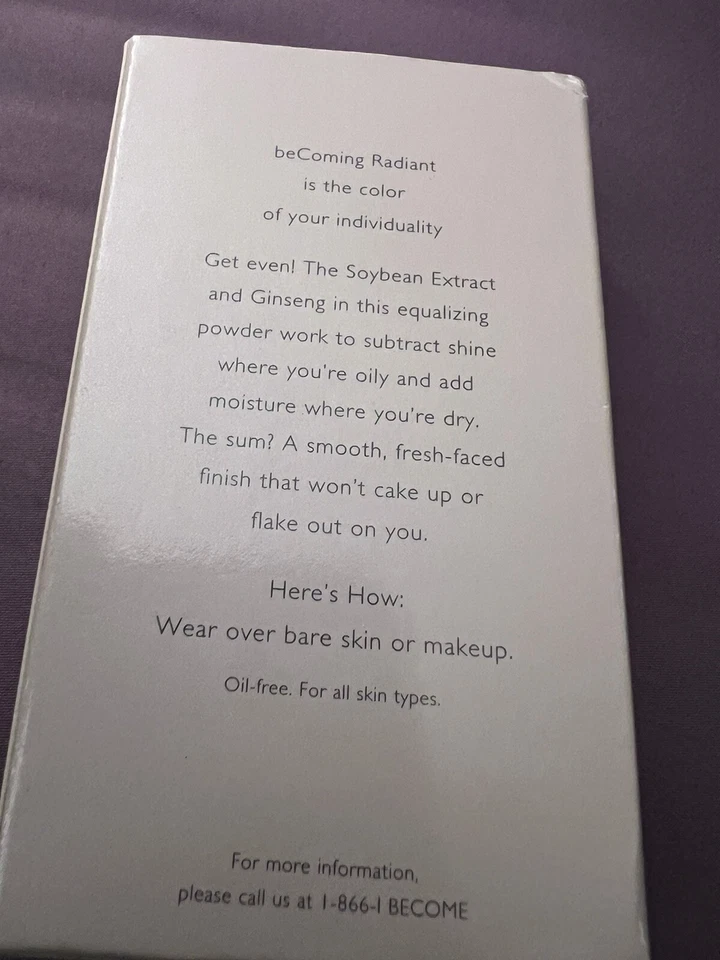 beComing Radiant
is the color
of your individuality
Get even! The Soybean Extract
and Ginseng in this equalizing
powder work to subtract shine
where you're oily and add
moisture where you're dry.
The sum? A smooth, fresh-faced
finish that won't cake up or
flake out on you.
Here's How:
Wear over bare skin or makeup.
Oil-free. For all skin types.
For more information,
please call us at 1-866-I BECOME